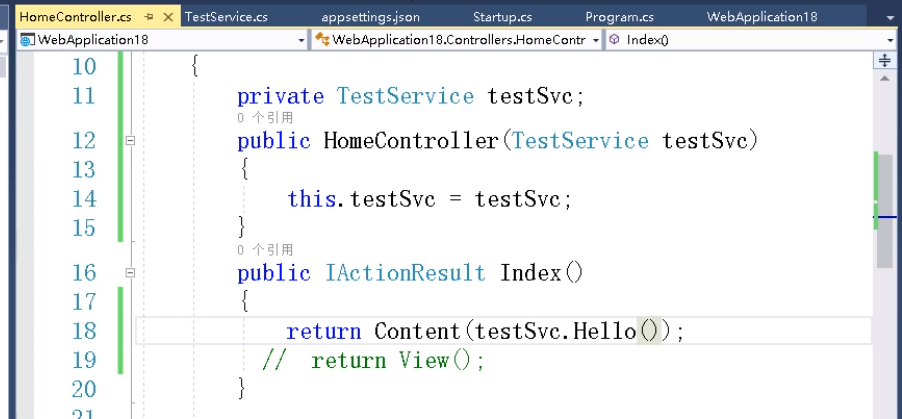 HomeController.cs TestService.cs appsettings.json Startup.cs Program.cs WebApplication18
WebApplication18 WebApplication18.Controllers.HomeContr Index()
10 {
11 private TestService testSvc;
0 个引用
12 public HomeController(TestService testSvc)
13 {
14 this.testSvc = testSvc;
15 }
0 个引用
16 public IActionResult Index()
17 {
18 return Content(testSvc.Hello());
19 // return View();
20 }
21